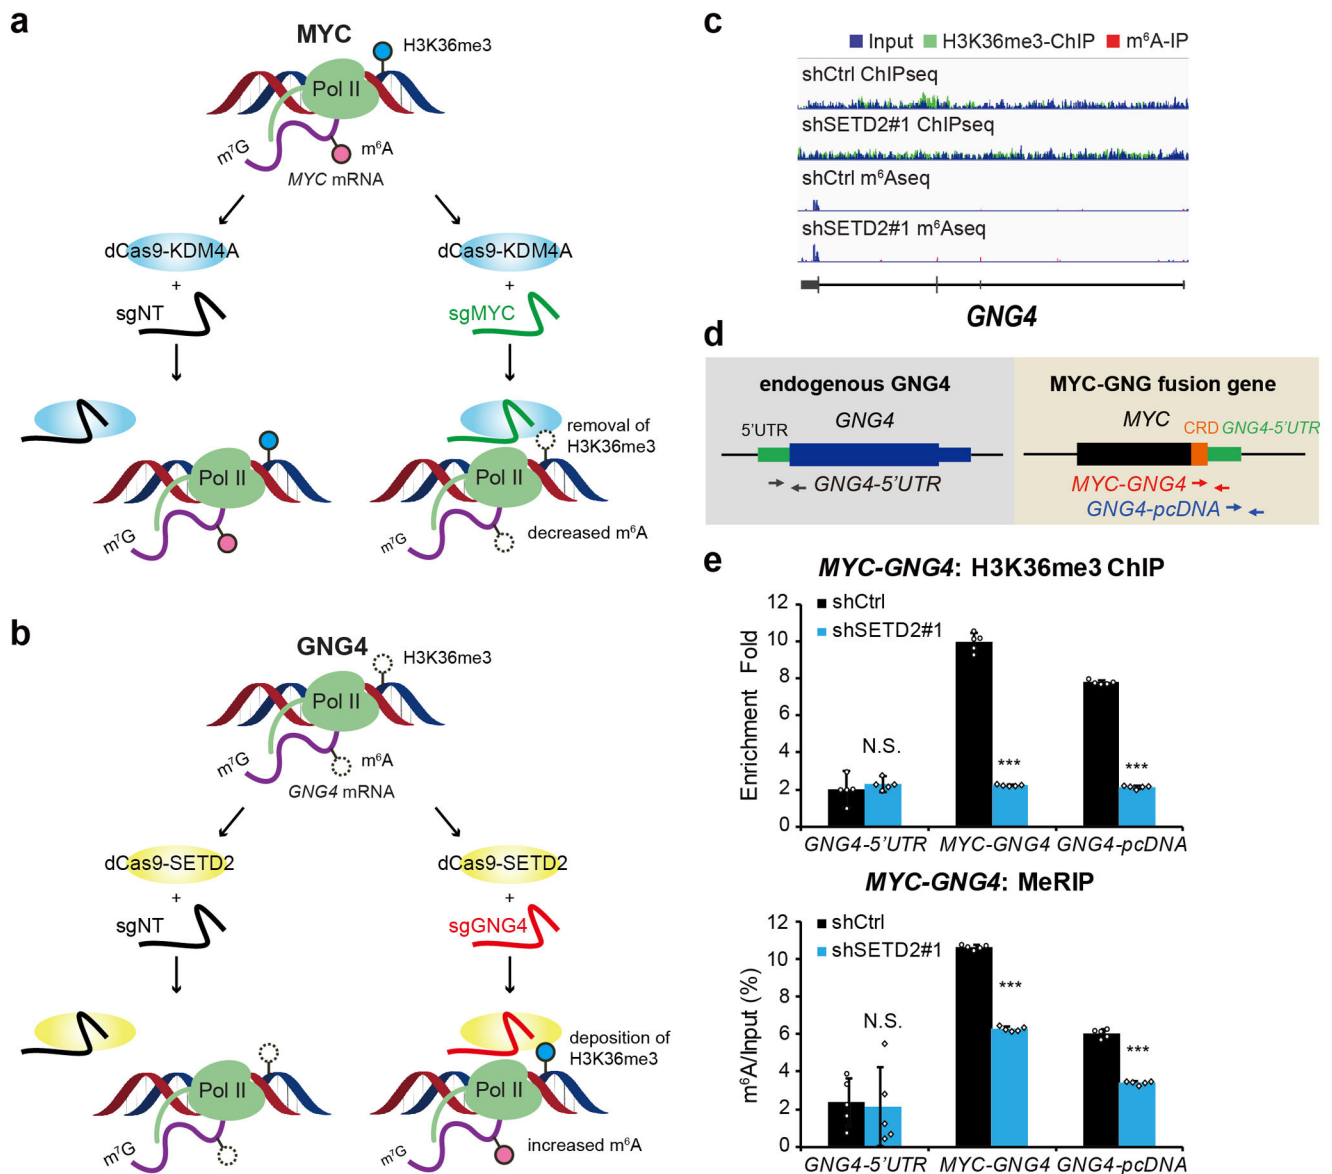 a
MYC
H3K36me3
Pol II
m⁷G
m⁶A
MYC mRNA
dCas9-KDM4A
+
sgNT
dCas9-KDM4A
+
sgMYC
Pol II
m⁷G
removal of
H3K36me3
Pol II
m⁷G
decreased m⁶A
b
GNG4
H3K36me3
Pol II
m⁷G
m⁶A
GNG4 mRNA
dCas9-SETD2
+
sgNT
dCas9-SETD2
+
sgGNG4
Pol II
m⁷G
deposition of
H3K36me3
Pol II
m⁷G
increased m⁶A
c
Input H3K36me3-ChIP m⁶A-IP
shCtrl ChIPseq
shSETD2#1 ChIPseq
shCtrl m⁶Aseq
shSETD2#1 m⁶Aseq
GNG4
d
endogenous GNG4
5'UTR
GNG4
GNG4-5'UTR
MYC-GNG fusion gene
MYC
CRD GNG4-5'UTR
MYC-GNG4
GNG4-pcDNA
e
MYC-GNG4: H3K36me3 ChIP
shCtrl
shSETD2#1
Enrichment Fold
12
10
8
6
4
2
0
N.S.
***
***
GNG4-5'UTR MYC-GNG4 GNG4-pcDNA
MYC-GNG4: MeRIP
shCtrl
shSETD2#1
m⁶A/Input (%)
12
10
8
6
4
2
0
N.S.
***
***
GNG4-5'UTR MYC-GNG4 GNG4-pcDNA